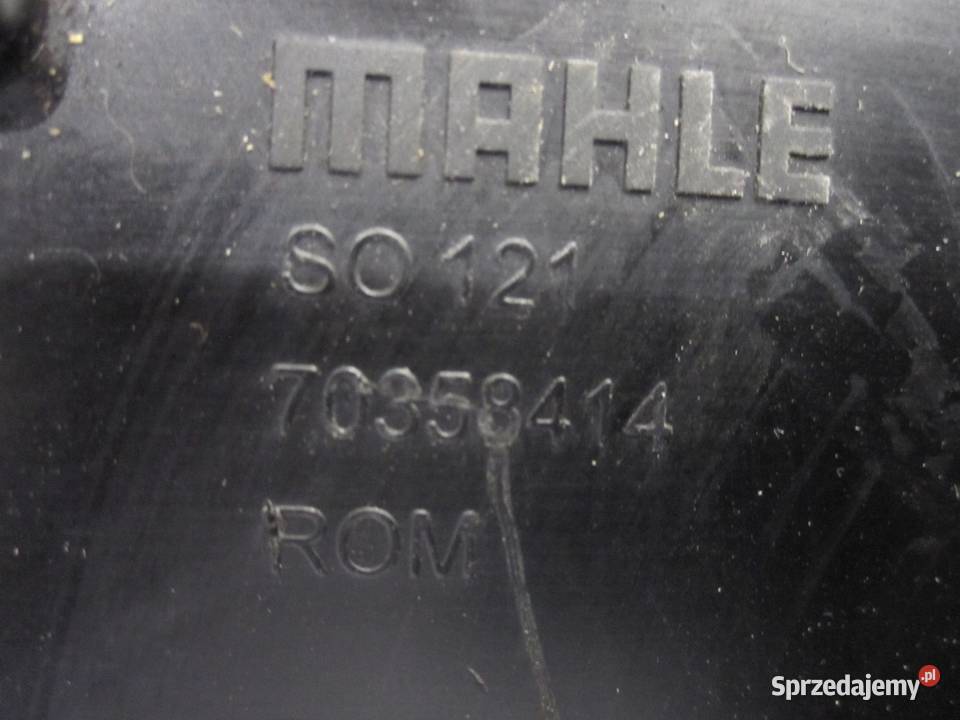 MAHLE
SO 121
70358414
ROM
Sprzedajemy.pl